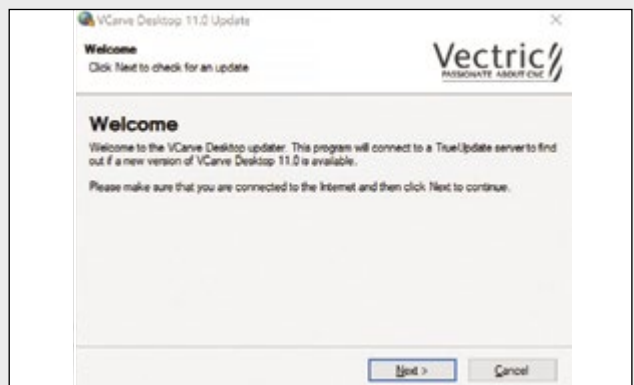 VCarve Desktop 11.0 Update
Welcome
Click Next to check for an update
Vectric
PASSIONATE ABOUT CNC
Welcome
Welcome to the VCarve Desktop updater. This program will connect to a TrueUpdate server to find
out if a new version of VCarve Desktop 11.0 is available.
Please make sure that you are connected to the Internet and then click Next to continue.
Next >
Cancel